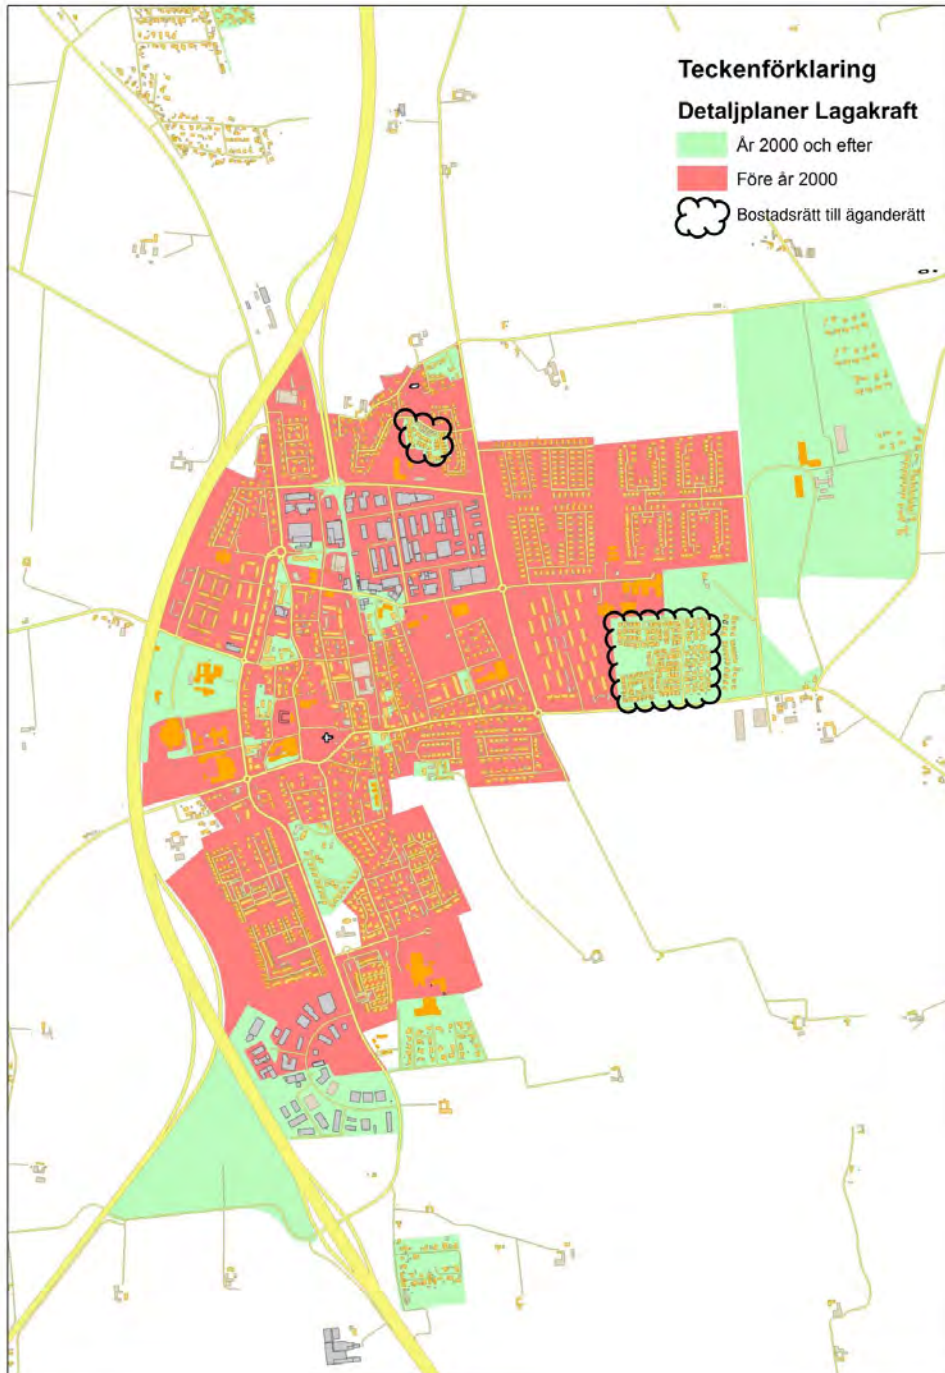 Teckenförklaring
Detaljplaner Lagakraft
År 2000 och efter
Före år 2000
Bostadsrätt till äganderätt